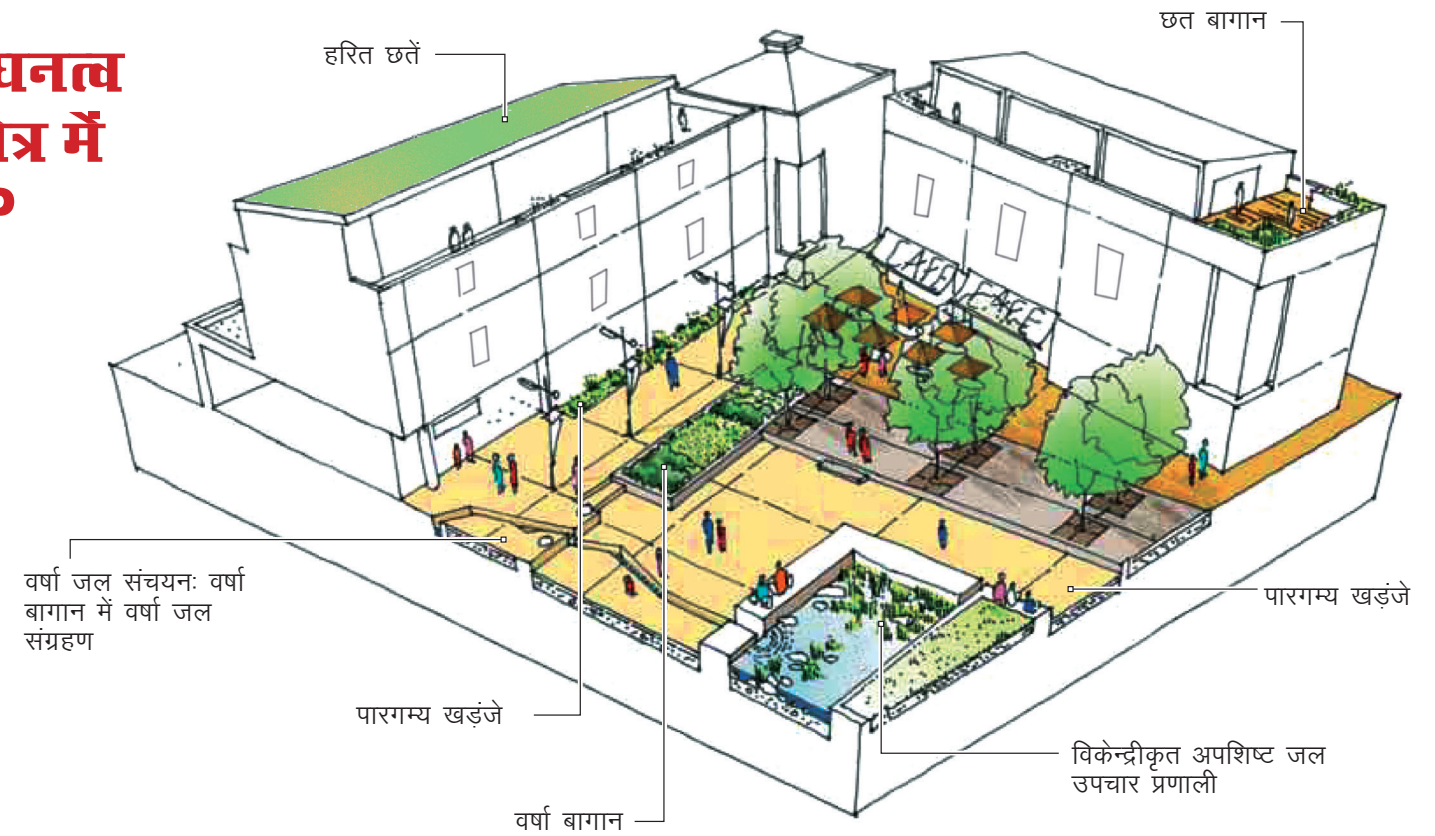 घनत्व
में
हरित छतें
छत बागान
वर्षा जल संचयनः वर्षा
बागान में वर्षा जल
संग्रहण
पारगम्य खड़ंजे
वर्षा बागान
पारगम्य खड़ंजे
विकेन्द्रीकृत अपशिष्ट जल
उपचार प्रणाली